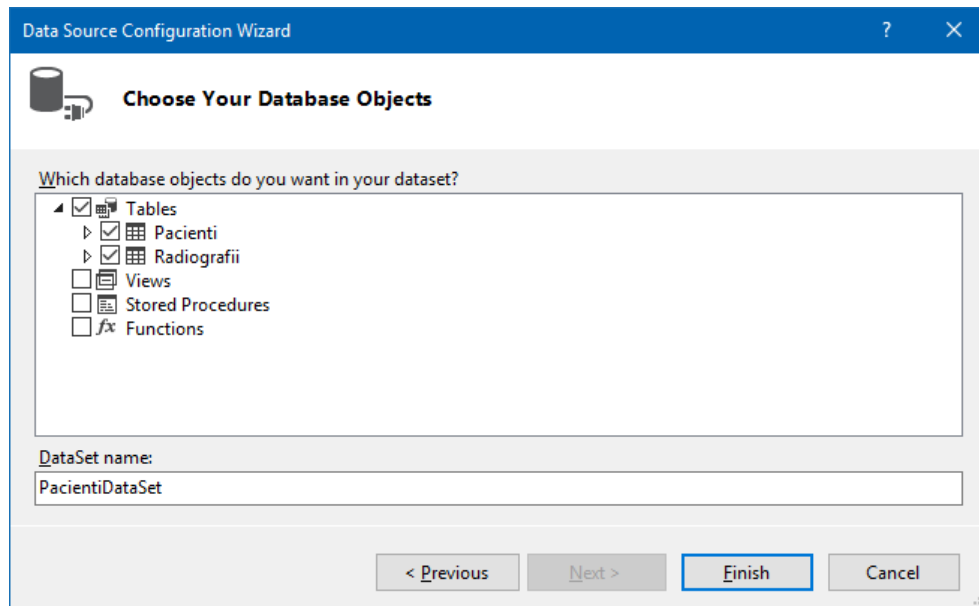 Data Source Configuration Wizard ?
Choose Your Database Objects
Which database objects do you want in your dataset?
Tables
Pacienti
Radiografii
Views
Stored Procedures
fx Functions
DataSet name:
PacientiDataSet
< Previous Next > Finish Cancel